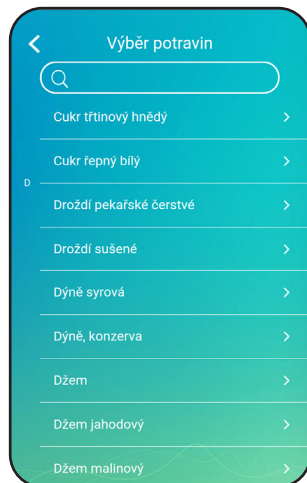 Výběr potravin
Cukr třtinový hnědý
Cukr řepný bílý
D
Droždí pekařské čerstvé
Droždí sušené
Dýně syrová
Dýně, konzerva
Džem
Džem jahodový
Džem malinový